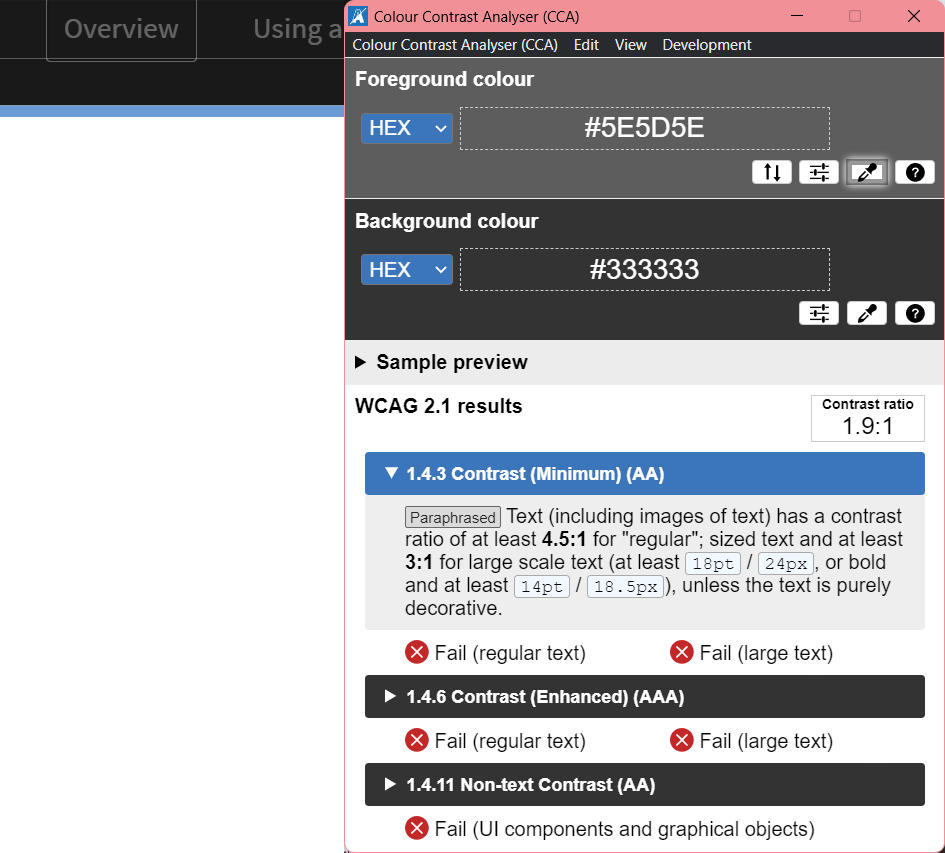 Overview
Using a
Colour Contrast Analyser (CCA)
Colour Contrast Analyser (CCA) Edit View Development
Foreground colour
HEX #5E5D5E
?
Background colour
HEX #333333
?
Sample preview
WCAG 2.1 results
Contrast ratio
1.9:1
1.4.3 Contrast (Minimum) (AA)
Paraphrased Text (including images of text) has a contrast
ratio of at least 4.5:1 for "regular"; sized text and at least
3:1 for large scale text (at least 18pt / 24px, or bold
and at least 14pt / 18.5px), unless the text is purely
decorative.
Fail (regular text) Fail (large text)
1.4.6 Contrast (Enhanced) (AAA)
Fail (regular text) Fail (large text)
1.4.11 Non-text Contrast (AA)
Fail (UI components and graphical objects)